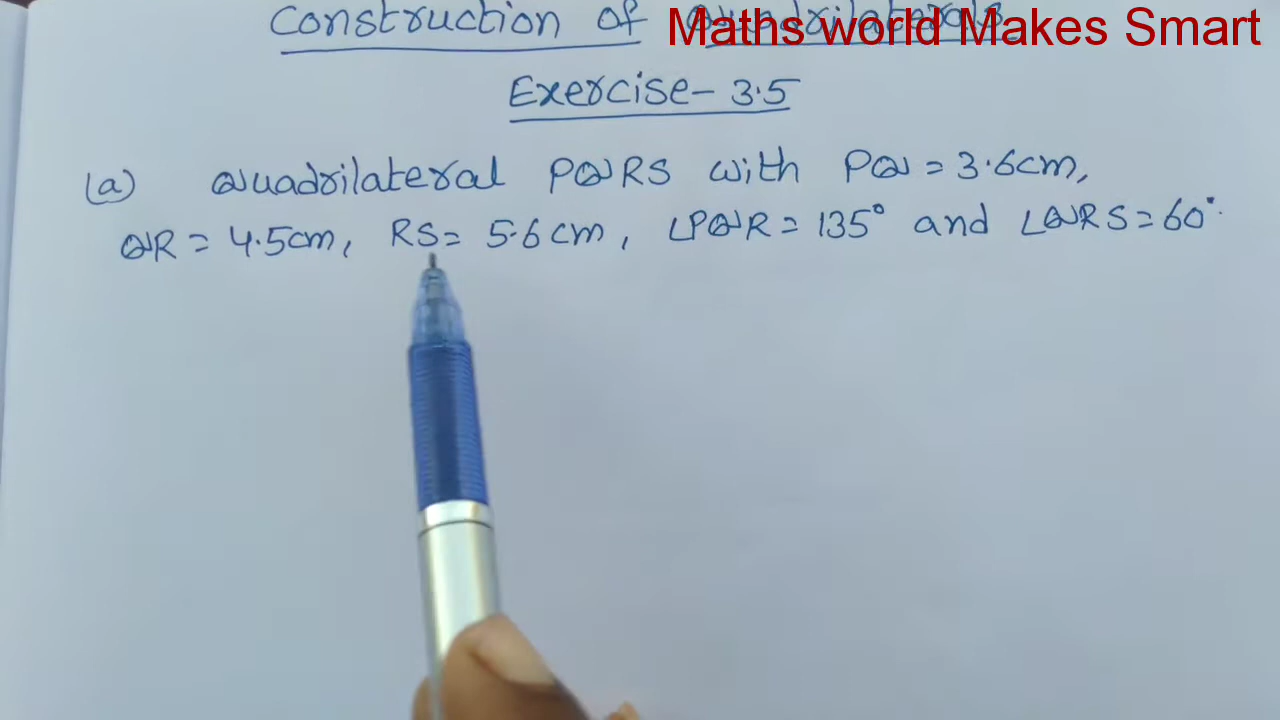 Construction of Quadrilaterals
Maths world Makes Smart
Exercise - 3.5
(a) Quadrilateral PQRS with PQ = 3.6cm,
QR = 4.5cm, RS = 5.6cm, ∠PQR = 135° and ∠QRS = 60°.